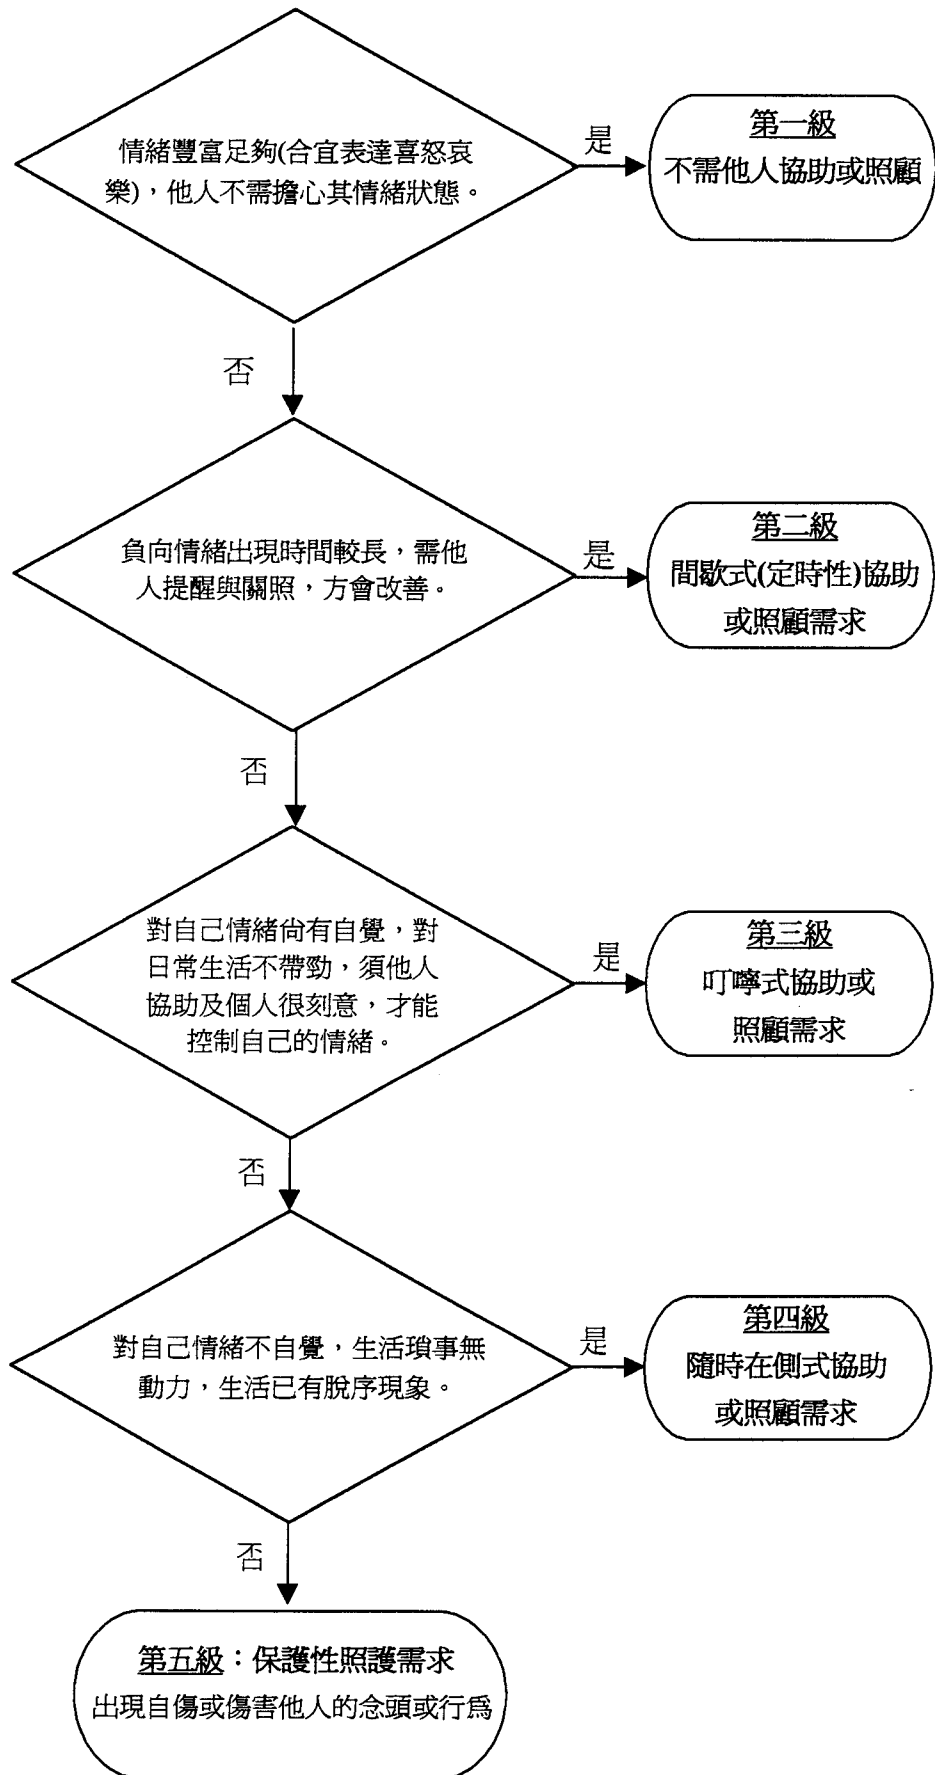 情緒豐富足夠(合宜表達喜怒哀
樂)，他人不需擔心其情緒狀態。
是
第一級
不需他人協助或照顧
否
負向情緒出現時間較長，需他
人提醒與關照，方會改善。
是
第二級
間歇式(定時性)協助
或照顧需求
否
對自己情緒尚有自覺，對
日常生活不帶勁，須他人
協助及個人很刻意，才能
控制自己的情緒。
是
第三級
叮嚀式協助或
照顧需求
否
對自己情緒不自覺，生活瑣事無
動力，生活已有脫序現象。
是
第四級
隨時在側式協助
或照顧需求
否
第五級：保護性照護需求
出現自傷或傷害他人的念頭或行為